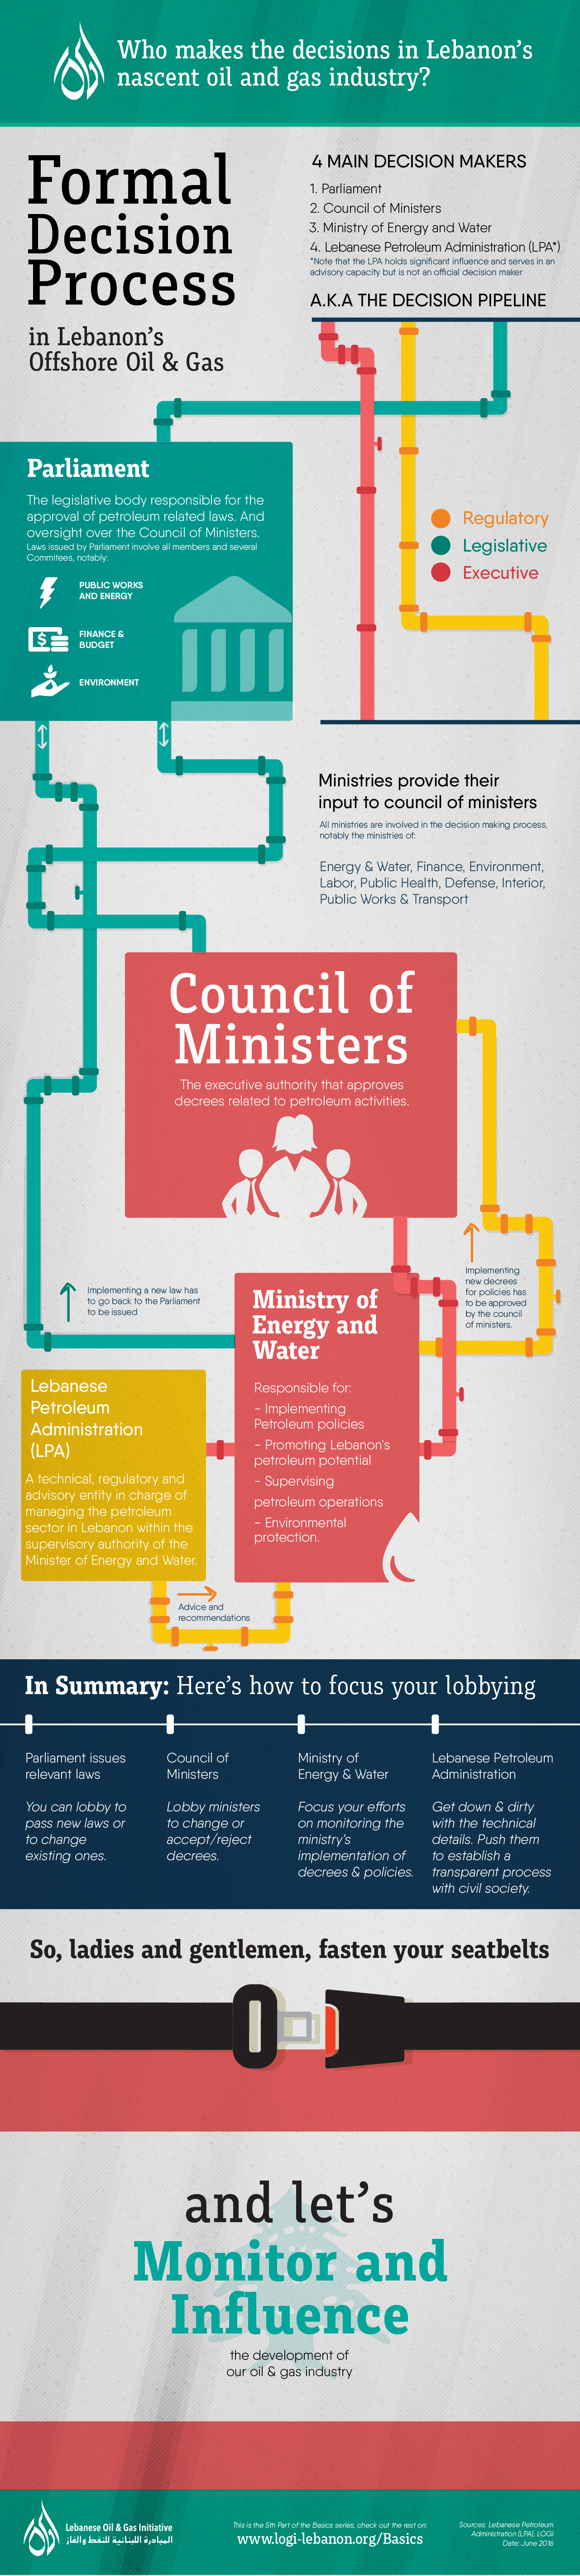 Who makes the decisions in Lebanon's
nascent oil and gas industry?
Formal
Decision
Process
in Lebanon's
Offshore Oil & Gas
4 MAIN DECISION MAKERS
1. Parliament
2. Council of Ministers
3. Ministry of Energy and Water
4. Lebanese Petroleum Administration (LPA*)
*Note that the LPA holds significant influence and serves in an
advisory capacity but is not an official decision maker
A.K.A THE DECISION PIPELINE
Regulatory
Legislative
Executive
Parliament
The legislative body responsible for the
approval of petroleum related laws. And
oversight over the Council of Ministers.
Laws issued by Parliament involve all members and several
Commitees, notably:
PUBLIC WORKS
AND ENERGY
$
FINANCE &
BUDGET
ENVIRONMENT
Ministries provide their
input to council of ministers
All ministries are involved in the decision making process,
notably the ministries of:
Energy & Water, Finance, Environment,
Labor, Public Health, Defense, Interior,
Public Works & Transport
Council of
Ministers
The executive authority that approves
decrees related to petroleum activities.
Implementing
new decrees
for policies has
to be approved
by the council
of ministers.
Implementing a new law has
to go back to the Parliament
to be issued
Ministry of
Energy and
Water
Responsible for:
- Implementing
Petroleum policies
- Promoting Lebanon's
petroleum potential
- Supervising
petroleum operations
- Environmental
protection.
Lebanese
Petroleum
Administration
(LPA)
A technical, regulatory and
advisory entity in charge of
managing the petroleum
sector in Lebanon within the
supervisory authority of the
Minister of Energy and Water.
Advice and
recommendations
In Summary: Here's how to focus your lobbying
Parliament issues
relevant laws
You can lobby to
pass new laws or
to change
existing ones.
Council of
Ministers
Lobby ministers
to change or
accept/reject
decrees.
Ministry of
Energy & Water
Focus your efforts
on monitoring the
ministry's
implementation of
decrees & policies.
Lebanese Petroleum
Administration
Get down & dirty
with the technical
details. Push them
to establish a
transparent process
with civil society.
So, ladies and gentlemen, fasten your seatbelts
and let's
Monitor and
Influence
the development of
our oil & gas industry
Lebanese Oil & Gas Initiative
المبادرة اللبنانية للنفط والغاز
This is the 5th Part of the Basics series, check out the rest on:
www.logi-lebanon.org/Basics
Sources: Lebanese Petroleum
Administration (LPA), LOGI
Date: June 2016